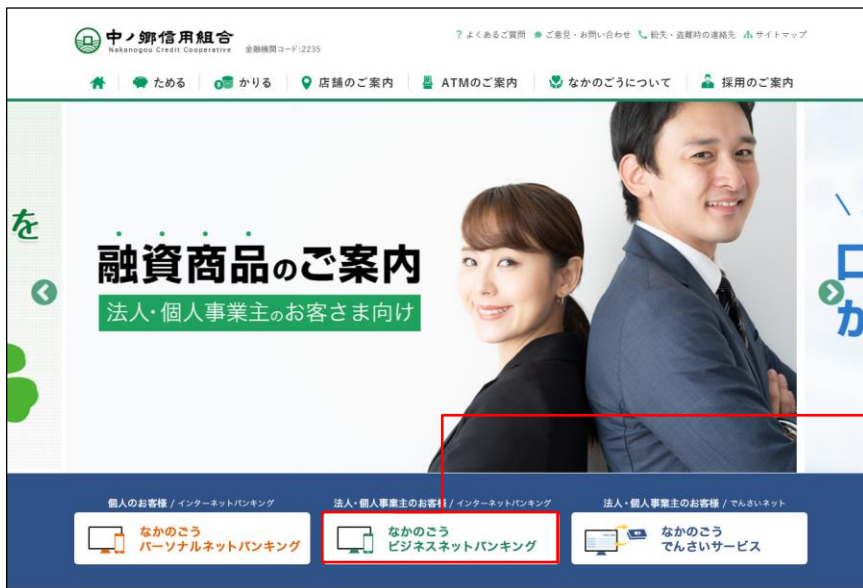 中ノ郷信用組合
Nakanogou Credit Cooperative 金融機関コード:2235
? よくあるご質問 ご意見・お問い合わせ 紛失・盗難時の連絡先 サイトマップ
ためる かりる 店舗のご案内 ATMのご案内 なかのごうについて 採用のご案内
を
融資商品のご案内
法人・個人事業主のお客さま向け
口
か
個人のお客様 / インターネットバンキング
なかのごう
パーソナルネットバンキング
法人・個人事業主のお客様 / インターネットバンキング
なかのごう
ビジネスネットバンキング
法人・個人事業主のお客様 / でんさいネット
なかのごう
でんさいサービス